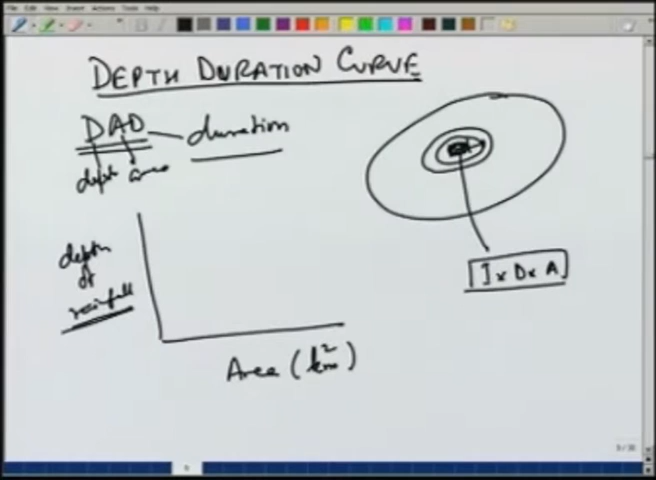 DEPTH DURATION CURVE
DAD duration
depth area
depth
of
rainfall
Area (km²)
I x D x A